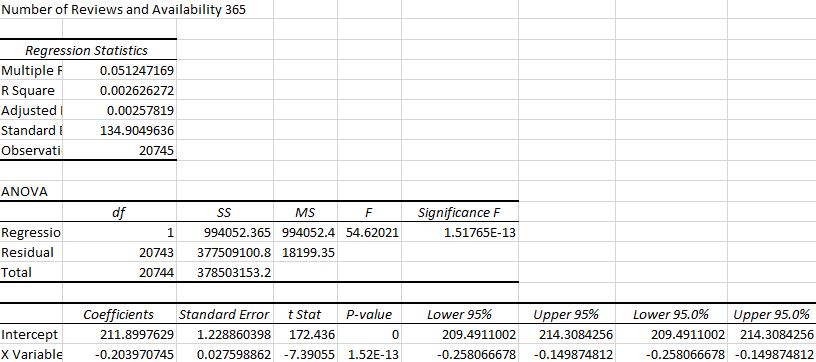 Number of Reviews and Availability 365
Regression Statistics
Multiple F 0.051247169
R Square 0.002626272
Adjusted 0.00257819
Standard 134.9049636
Observati 20745
ANOVA
df SS MS F Significance F
Regressio 1 994052.365 994052.4 54.62021 1.51765E-13
Residual 20743 377509100.8 18199.35
Total 20744 378503153.2
Coefficients Standard Error t Stat P-value Lower 95% Upper 95% Lower 95.0% Upper 95.0%
Intercept 211.8997629 1.228860398 172.436 0 209.4911002 214.3084256 209.4911002 214.3084256
X Variable -0.203970745 0.027598862 -7.39055 1.52E-13 -0.258066678 -0.149874812 -0.258066678 -0.149874812